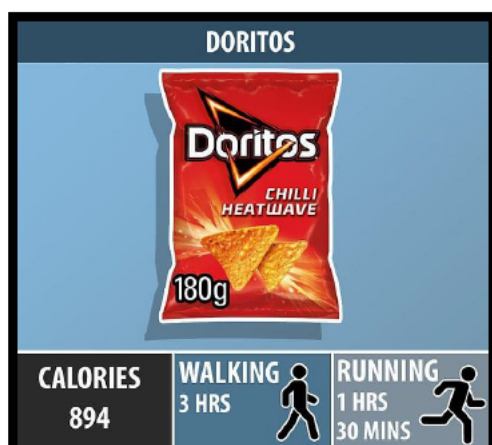 DORITOS
Doritos
CHILLI
HEATWAVE
180g
CALORIES
894
WALKING
3 HRS
RUNNING
1 HRS
30 MINS